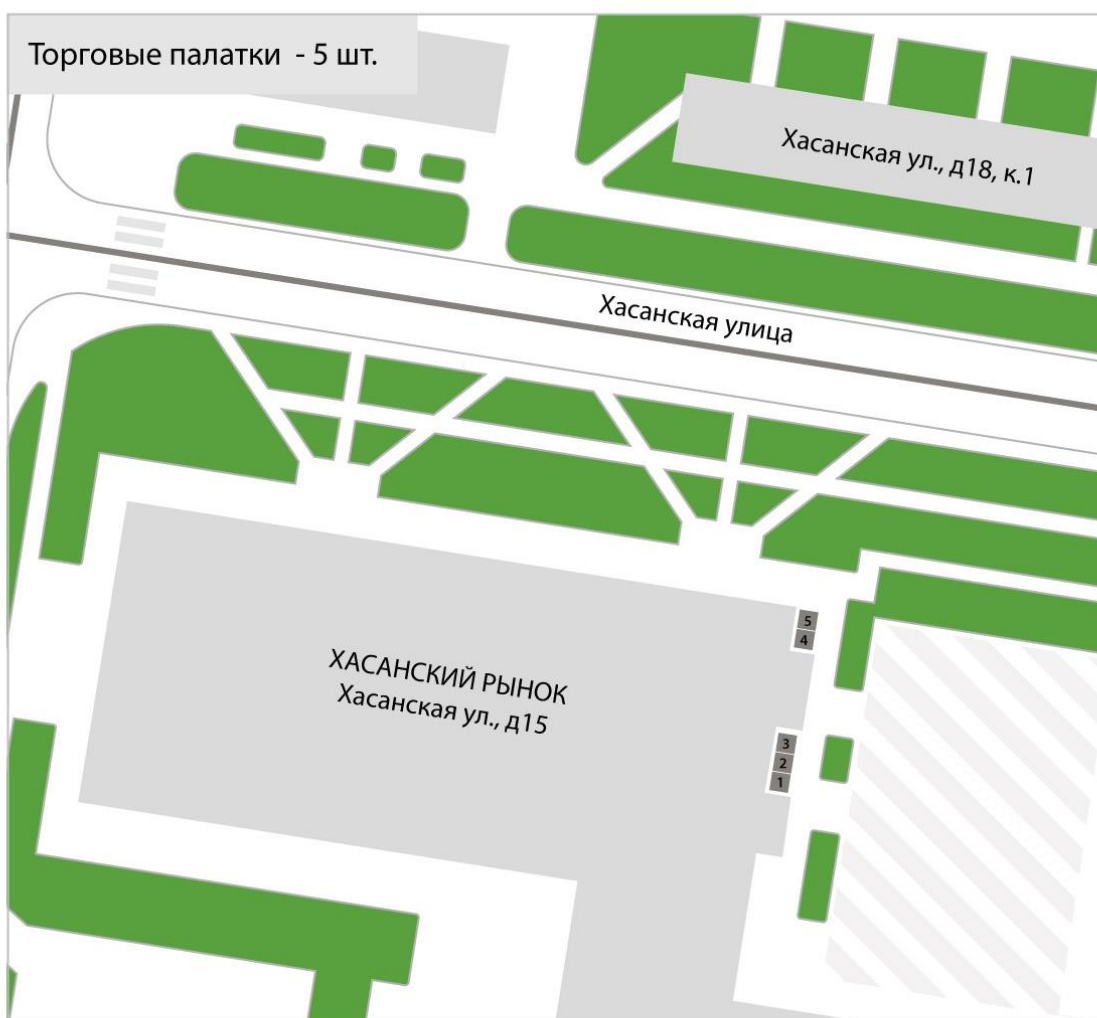 Торговые палатки - 5 шт.
Хасанская ул., д18, к.1
Хасанская улица
5
4
ХАСАНСКИЙ РЫНОК
Хасанская ул., д15
3
2
1